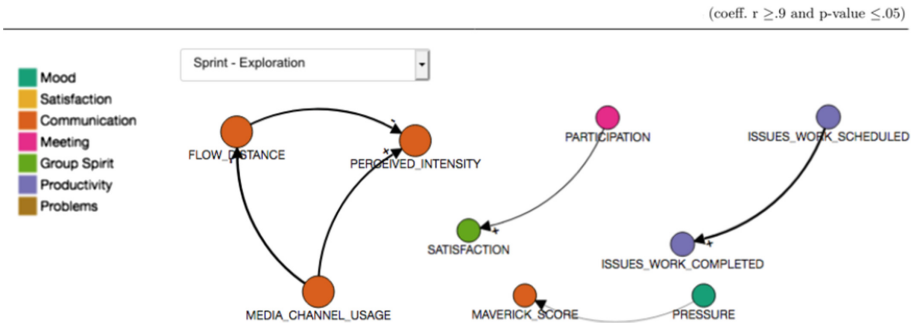 (coeff. r ≥.9 and p-value ≤.05)
Sprint - Exploration
Mood
Satisfaction
Communication
Meeting
Group Spirit
Productivity
Problems
FLOW_DISTANCE
-
PERCEIVED_INTENSITY
+
MEDIA_CHANNEL_USAGE
PARTICIPATION
SATISFACTION
+
ISSUES_WORK_SCHEDULED
ISSUES_WORK_COMPLETED
+
MAVERICK_SCORE
PRESSURE